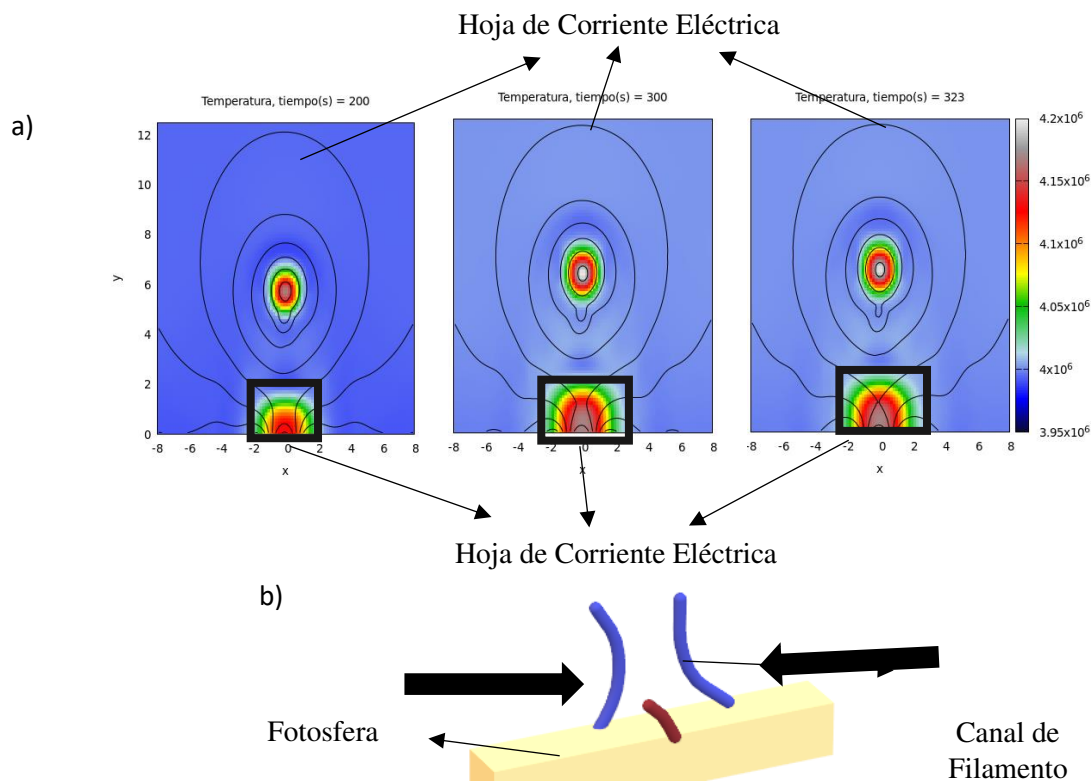 Hoja de Corriente Eléctrica
a)
Temperatura, tiempo(s) = 200
Temperatura, tiempo(s) = 300
Temperatura, tiempo(s) = 323
12
10
8
6
4
2
0
y
-8 -6 -4 -2 0 2 4 6 8
x
-8 -6 -4 -2 0 2 4 6 8
x
-8 -6 -4 -2 0 2 4 6 8
x
4.2x10⁶
4.15x10⁶
4.1x10⁶
4.05x10⁶
4x10⁶
3.95x10⁶
Hoja de Corriente Eléctrica
b)
Fotosfera
Canal de
Filamento